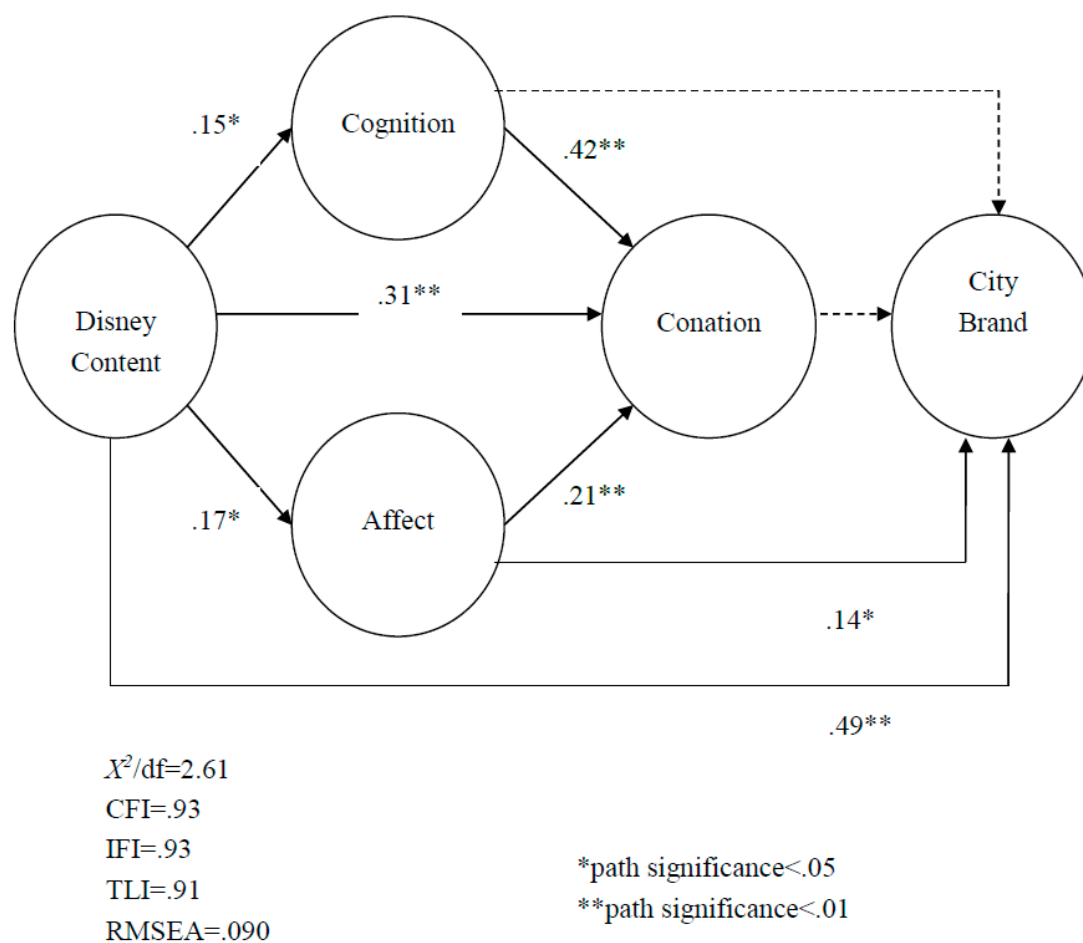 Cognition
.15*
.42**
City
Brand
.31**
Conation
Disney
Content
.21**
Affect
.17*
.14*
.49**
X²/df=2.61
CFI=.93
IFI=.93
TLI=.91
RMSEA=.090
*path significance<.05
**path significance<.01